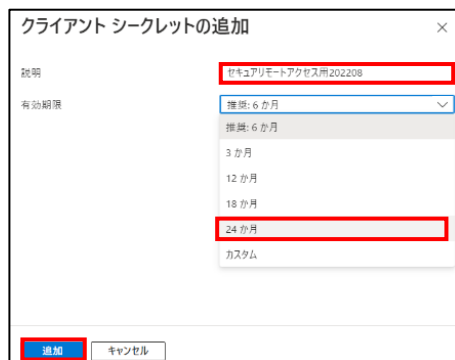 クライアント シークレットの追加
説明
セキュアリモートアクセス用202208
有効期限
推奨: 6 か月
推奨: 6 か月
3 か月
12 か月
18 か月
24 か月
カスタム
追加
キャンセル